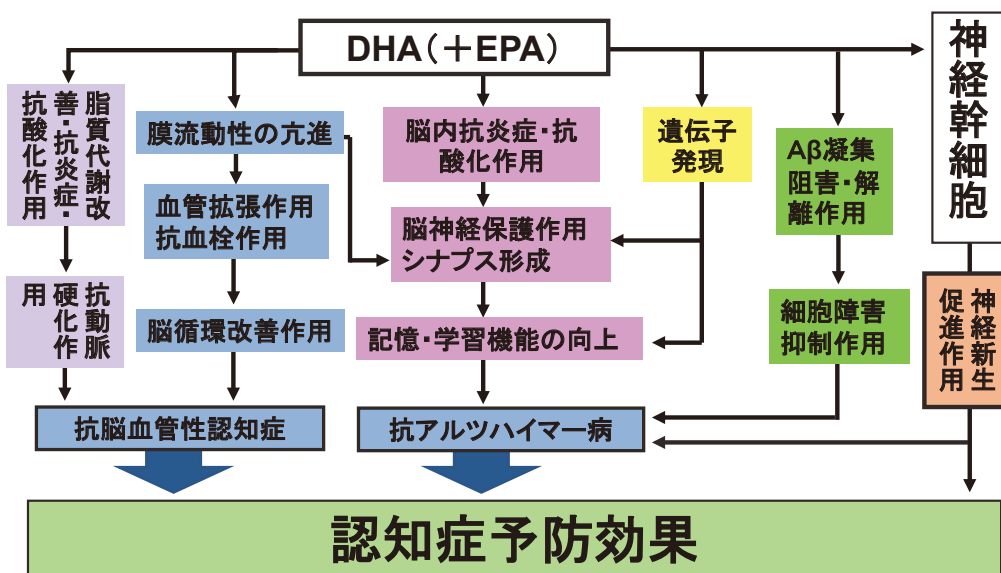 DHA(+EPA)
脂質代謝改
善・抗炎症・
抗酸化作用
抗動脈
硬化作
用
膜流動性の亢進
血管拡張作用
抗血栓作用
脳循環改善作用
抗脳血管性認知症
脳内抗炎症・抗
酸化作用
脳神経保護作用
シナプス形成
記憶・学習機能の向上
抗アルツハイマー病
遺伝子
発現
Aβ凝集
阻害・解
離作用
細胞障害
抑制作用
神経幹細胞
神経新生
促進作用
認知症予防効果